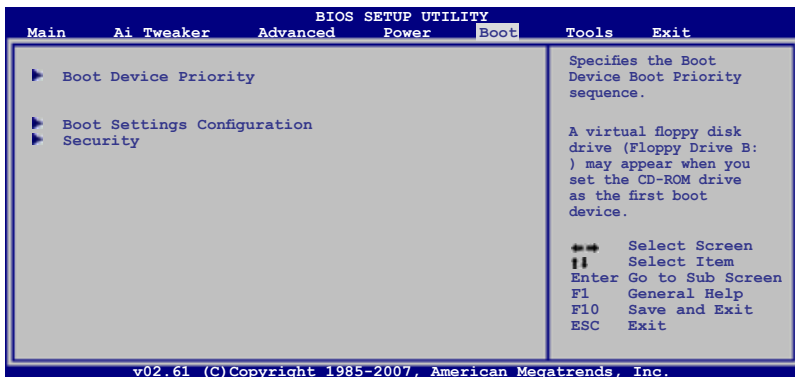 BIOS SETUP UTILITY
Main Ai Tweaker Advanced Power Boot Tools Exit
Boot Device Priority
Boot Settings Configuration
Security
Specifies the Boot
Device Boot Priority
sequence.
A virtual floppy disk
drive (Floppy Drive B:
) may appear when you
set the CD-ROM drive
as the first boot
device.
Select Screen
Select Item
Enter Go to Sub Screen
F1 General Help
F10 Save and Exit
ESC Exit
v02.61 (C)Copyright 1985-2007, American Megatrends, Inc.